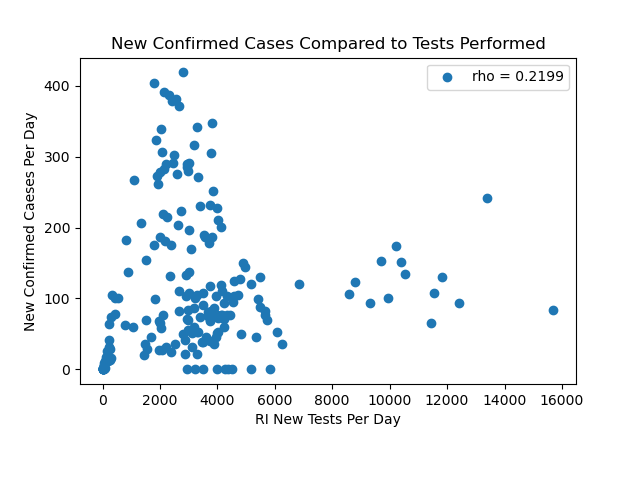 New Confirmed Cases Compared to Tests Performed
rho = 0.2199
New Confirmed Caeses Per Day
400
300
200
100
0
0 2000 4000 6000 8000 10000 12000 14000 16000
RI New Tests Per Day